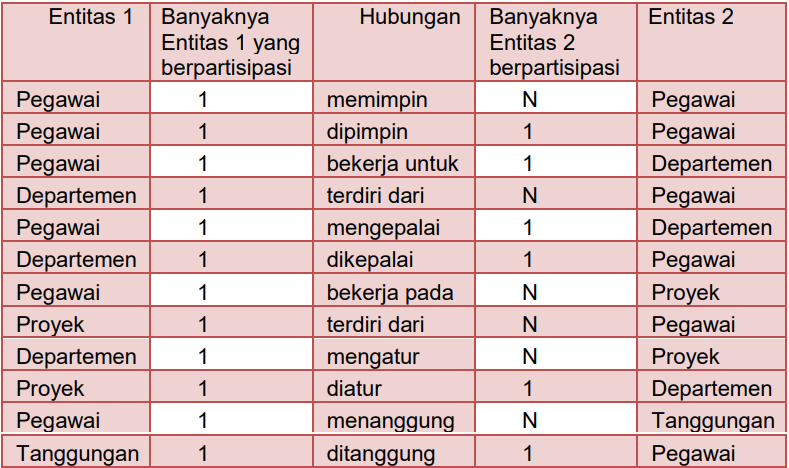 Entitas 1 Banyaknya Hubungan Banyaknya Entitas 2
Entitas 1 yang Entitas 2
berpartisipasi berpartisipasi
Pegawai 1 memimpin N Pegawai
Pegawai 1 dipimpin 1 Pegawai
Pegawai 1 bekerja untuk 1 Departemen
Departemen 1 terdiri dari N Pegawai
Pegawai 1 mengepalai 1 Departemen
Departemen 1 dikepalai 1 Pegawai
Pegawai 1 bekerja pada N Proyek
Proyek 1 terdiri dari N Pegawai
Departemen 1 mengatur N Proyek
Proyek 1 diatur 1 Departemen
Pegawai 1 menanggung N Tanggungan
Tanggungan 1 ditanggung 1 Pegawai